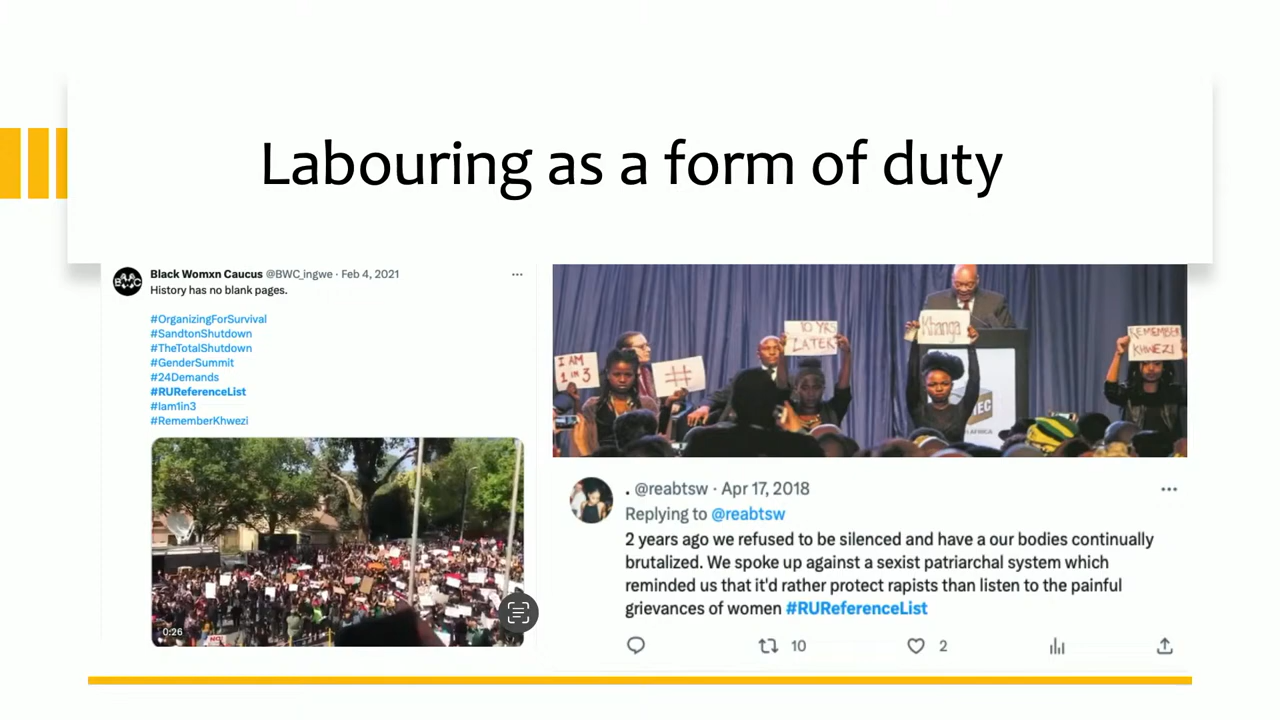 Labouring as a form of duty
Black Womxn Caucus @BWC_ingwe · Feb 4, 2021
History has no blank pages.
#OrganizingForSurvival
#SandtonShutdown
#TheTotalShutdown
#GenderSummit
#24Demands
#RUReferenceList
#Iam1in3
#RememberKhwezi
0:26
I AM
1 IN 3
#
10 YRS
LATER
Khanga
REMEMBER
KHWEZI
. @reabtsw · Apr 17, 2018
Replying to @reabtsw
2 years ago we refused to be silenced and have a our bodies continually
brutalized. We spoke up against a sexist patriarchal system which
reminded us that it'd rather protect rapists than listen to the painful
grievances of women #RUReferenceList
10
2